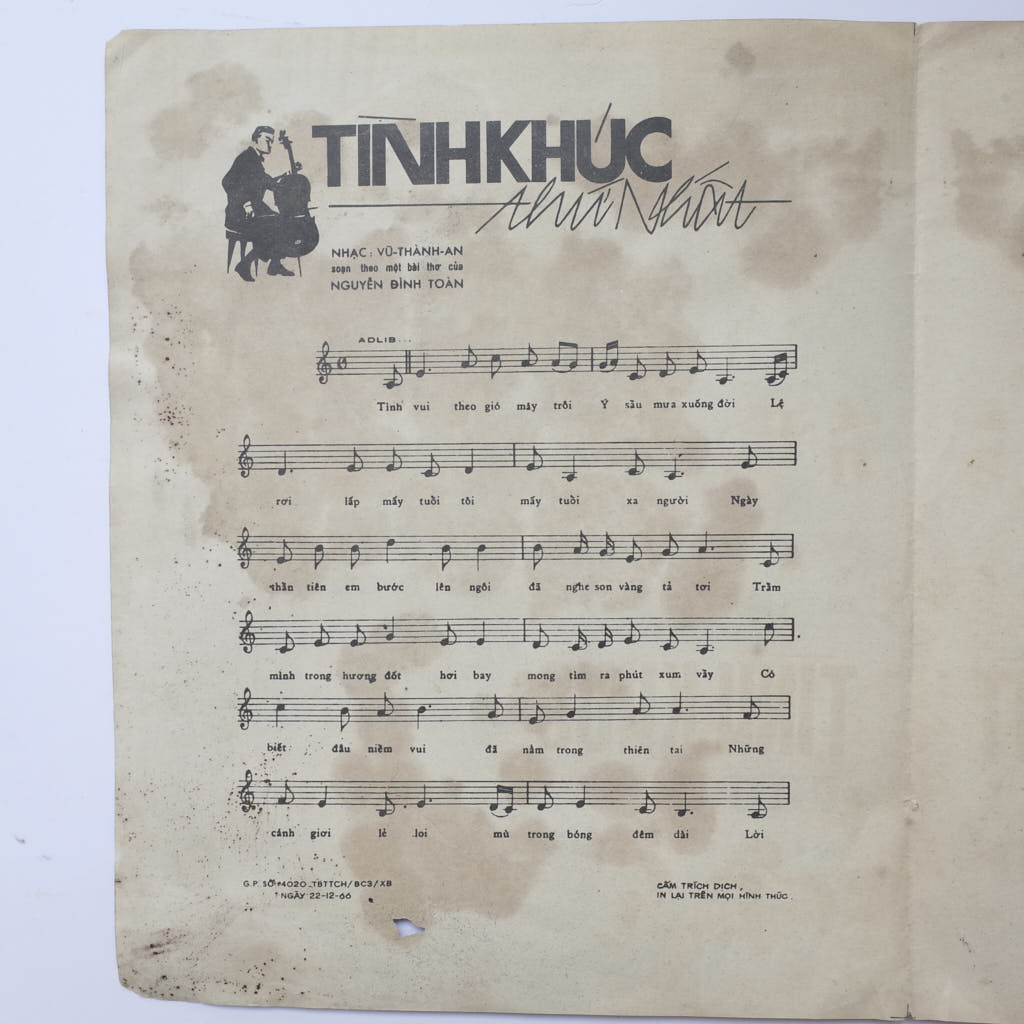 TÌNH KHÚC
thứ Nhất
NHẠC: VŨ-THÀNH-AN
soạn theo một bài thơ của
NGUYỄN ĐÌNH TOÀN
ADLIB...
Tình vui theo gió mây trôi Ý sầu mưa xuống đời Lệ
rơi lấp mấy tuổi tôi mấy tuổi xa người Ngày
thần tiên em bước lên ngôi đã nghe son vàng tả tơi Trầm
mình trong hương đốt hơi bay mong tìm ra phút xum vầy Có
biết đâu niềm vui đã nằm trong thiên tai Những
cánh giơi lẻ loi mù trong bóng đêm dài Lời
G.P. SỐ 4020_TBTTCH/BC3/XB
NGÀY 22-12-66
CẤM TRÍCH DỊCH,
IN LẠI TRÊN MỌI HÌNH THỨC.